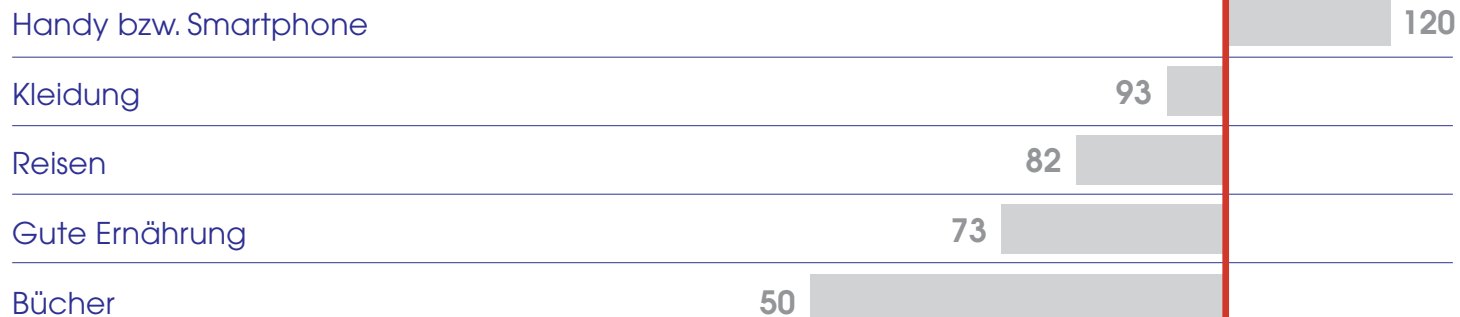 Handy bzw. Smartphone 120
Kleidung 93
Reisen 82
Gute Ernährung 73
Bücher 50